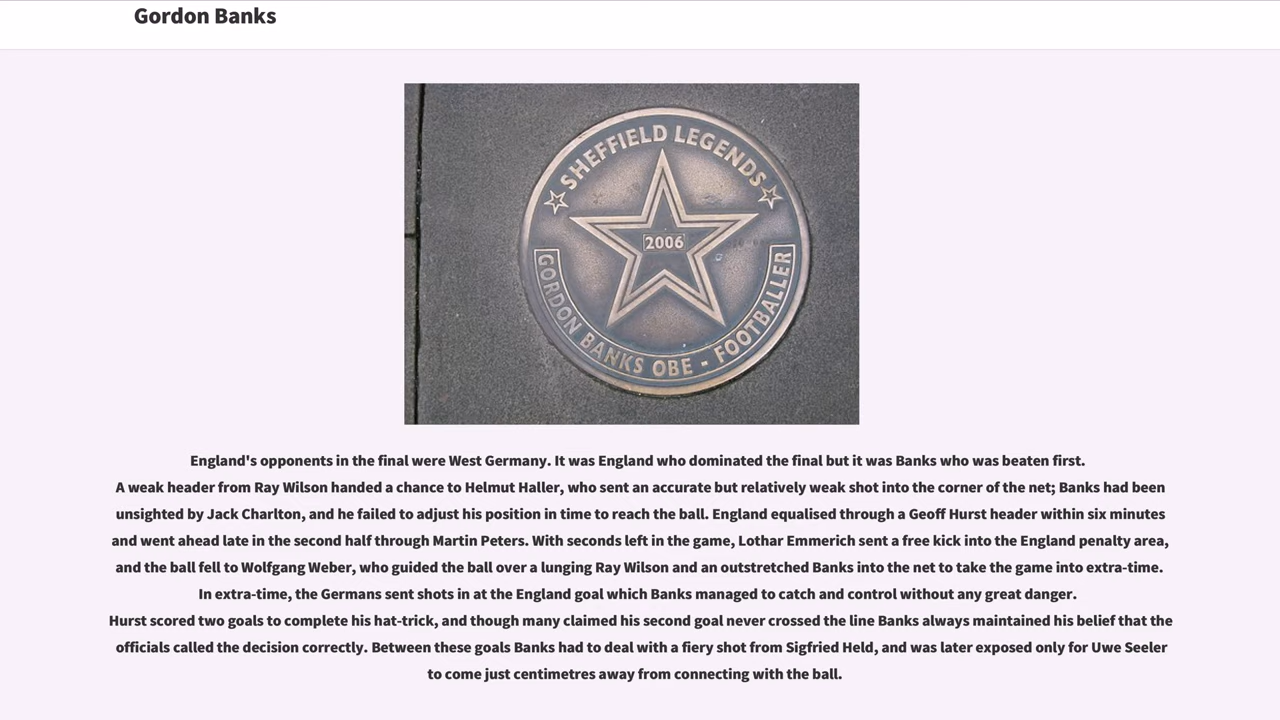 Gordon Banks
SHEFFIELD LEGENDS
2006
GORDON BANKS OBE - FOOTBALLER
England's opponents in the final were West Germany. It was England who dominated the final but it was Banks who was beaten first.
A weak header from Ray Wilson handed a chance to Helmut Haller, who sent an accurate but relatively weak shot into the corner of the net; Banks had been
unsighted by Jack Charlton, and he failed to adjust his position in time to reach the ball. England equalised through a Geoff Hurst header within six minutes
and went ahead late in the second half through Martin Peters. With seconds left in the game, Lothar Emmerich sent a free kick into the England penalty area,
and the ball fell to Wolfgang Weber, who guided the ball over a lunging Ray Wilson and an outstretched Banks into the net to take the game into extra-time.
In extra-time, the Germans sent shots in at the England goal which Banks managed to catch and control without any great danger.
Hurst scored two goals to complete his hat-trick, and though many claimed his second goal never crossed the line Banks always maintained his belief that the
officials called the decision correctly. Between these goals Banks had to deal with a fiery shot from Sigfried Held, and was later exposed only for Uwe Seeler
to come just centimetres away from connecting with the ball.